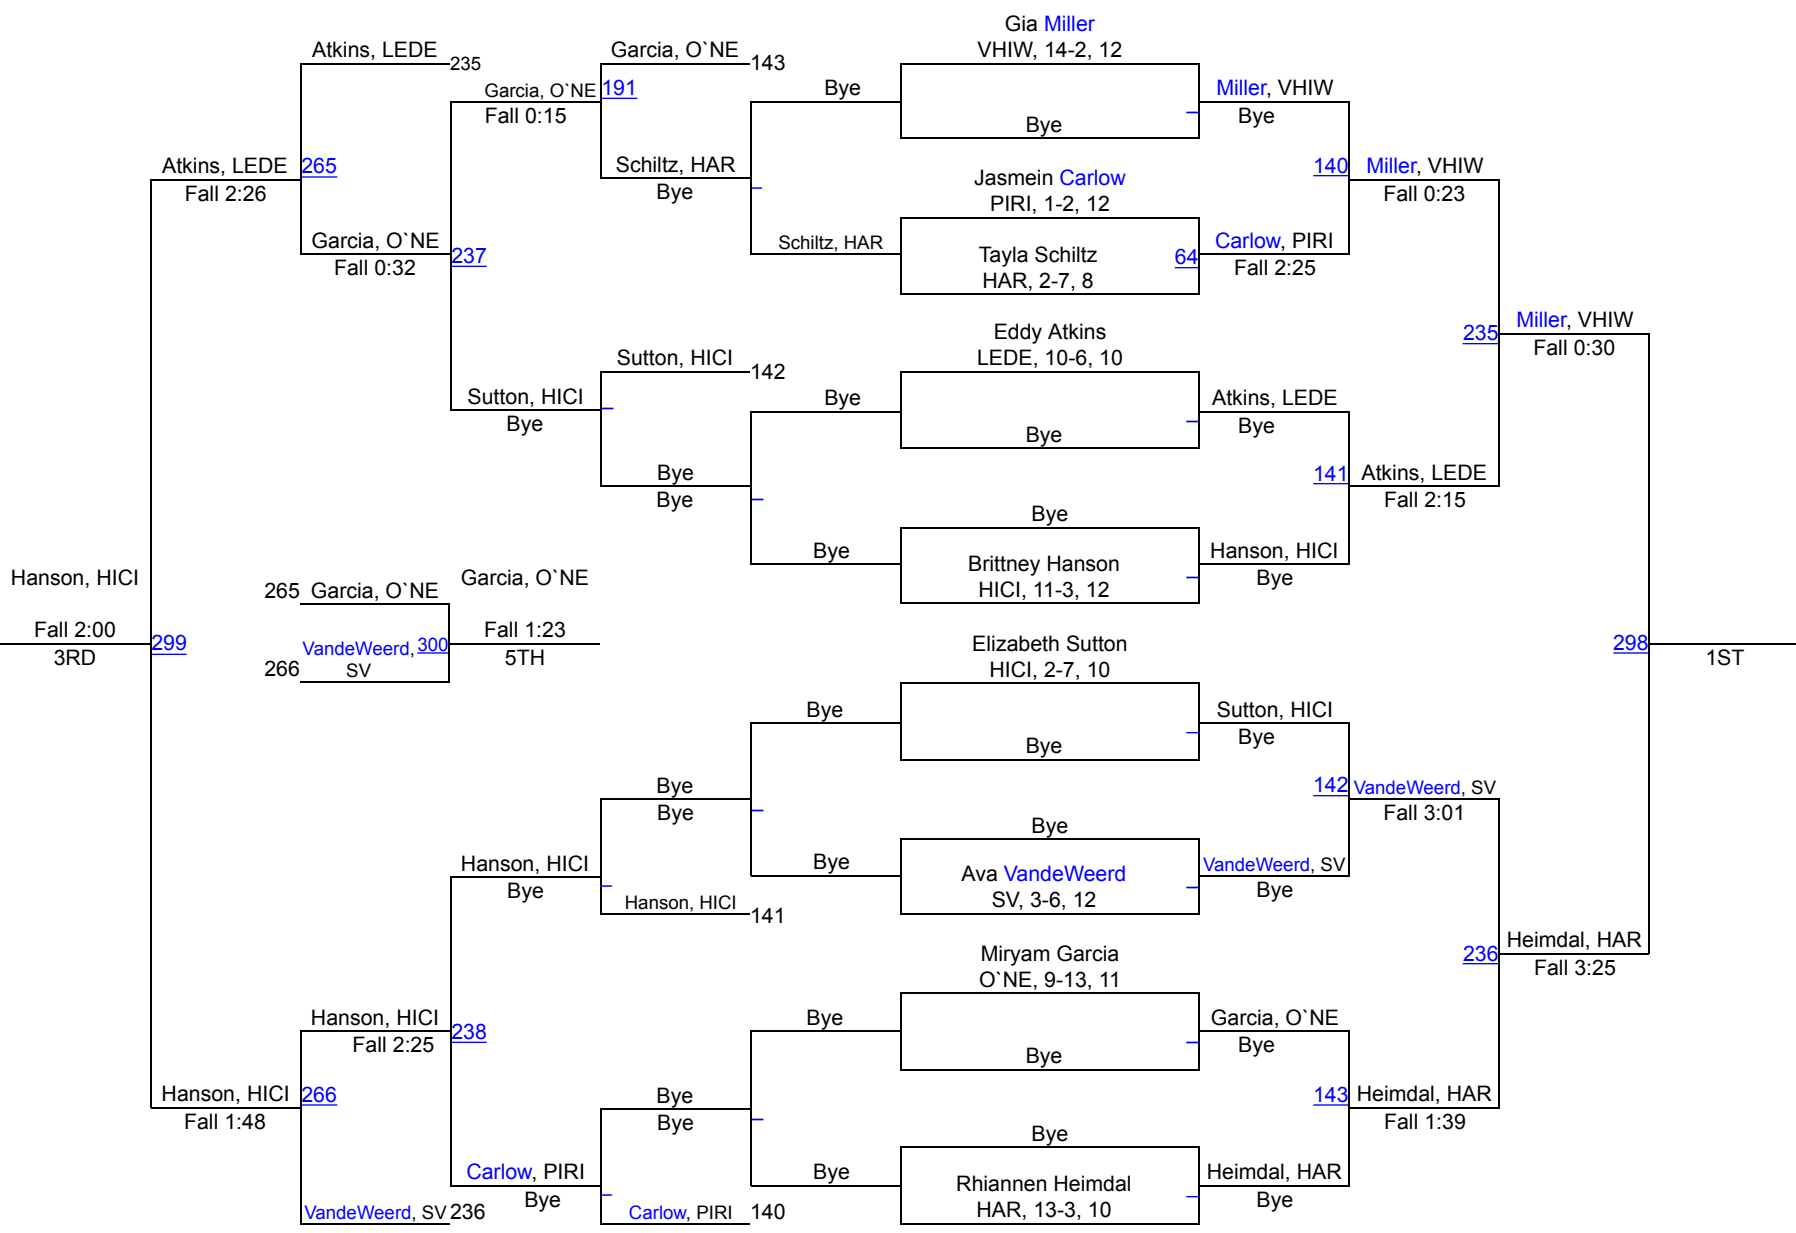 Gia Miller
Atkins, LEDE
235
Garcia, O`NE
143
VHIW, 14-2, 12
Garcia, O`NE
191
Bye
Miller, VHIW
Fall 0:15
Bye
Bye
Atkins, LEDE
265
Schiltz, HAR
140
Miller, VHIW
Fall 2:26
Bye
Jasmein Carlow
Fall 0:23
PIRI, 1-2, 12
Garcia, O`NE
237
Schiltz, HAR
Tayla Schiltz
64
Carlow, PIRI
Fall 0:32
HAR, 2-7, 8
Fall 2:25
Eddy Atkins
235
Miller, VHIW
Sutton, HICI
142
LEDE, 10-6, 10
Fall 0:30
Sutton, HICI
Bye
Atkins, LEDE
Bye
Bye
Bye
Bye
141
Atkins, LEDE
Bye
Fall 2:15
Bye
Bye
Brittney Hanson
Hanson, HICI
HICI, 11-3, 12
Bye
Hanson, HICI
265
Garcia, O`NE
Garcia, O`NE
Fall 2:00
299
VandeWeerd,
300
Fall 1:23
3RD
266
SV
5TH
Elizabeth Sutton
298
HICI, 2-7, 10
1ST
Bye
Sutton, HICI
Bye
Bye
Bye
142
VandeWeerd, SV
Bye
Fall 3:01
Bye
Hanson, HICI
Bye
Ava VandeWeerd
VandeWeerd, SV
Bye
SV, 3-6, 12
Bye
Hanson, HICI
141
Miryam Garcia
236
Heimdal, HAR
O`NE, 9-13, 11
Fall 3:25
Hanson, HICI
238
Bye
Garcia, O`NE
Fall 2:25
Bye
Bye
Hanson, HICI
266
Bye
143
Heimdal, HAR
Fall 1:48
Bye
Fall 1:39
Bye
Carlow, PIRI
Bye
Rhiannen Heimdal
Heimdal, HAR
Bye
HAR, 13-3, 10
Bye
VandeWeerd, SV
236
Carlow, PIRI
140